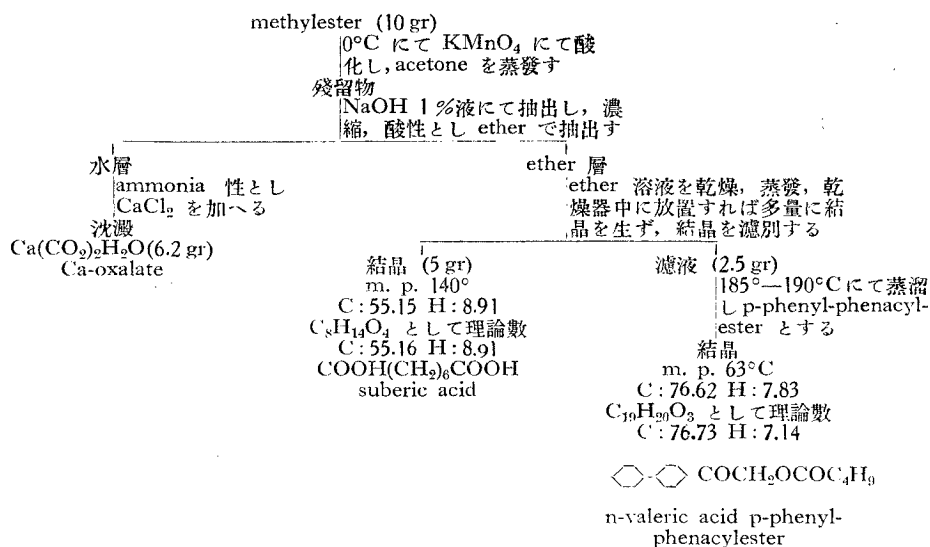 methylester (10 gr)
0°C にて KMnO₄ にて酸
化し, acetone を蒸發す
殘留物
NaOH 1 %液にて抽出し, 濃
縮, 酸性とし ether で抽出す
水層
ammonia 性とし
CaCl₂ を加へる
沈澱
Ca(CO₂)₂H₂O(6.2 gr)
Ca-oxalate
ether 層
ether 溶液を乾燥, 蒸發, 乾
燥器中に放置すれば多量に結
晶を生ず, 結晶を濾別する
結晶 (5 gr)
m. p. 140°
C : 55.15 H : 8.91
C₈H₁₄O₄ として理論數
C : 55.16 H : 8.91
COOH(CH₂)₆COOH
suberic acid
濾液 (2.5 gr)
185°—190°Cにて蒸溜
し p-phenyl-phenacyl-
ester とする
結晶
m. p. 63°C
C : 76.62 H : 7.83
C₁₉H₂₀O₃ として理論數
C : 76.73 H : 7.14
COCH₂OCOC₄H₉
n-valeric acid p-phenyl-
phenacylester